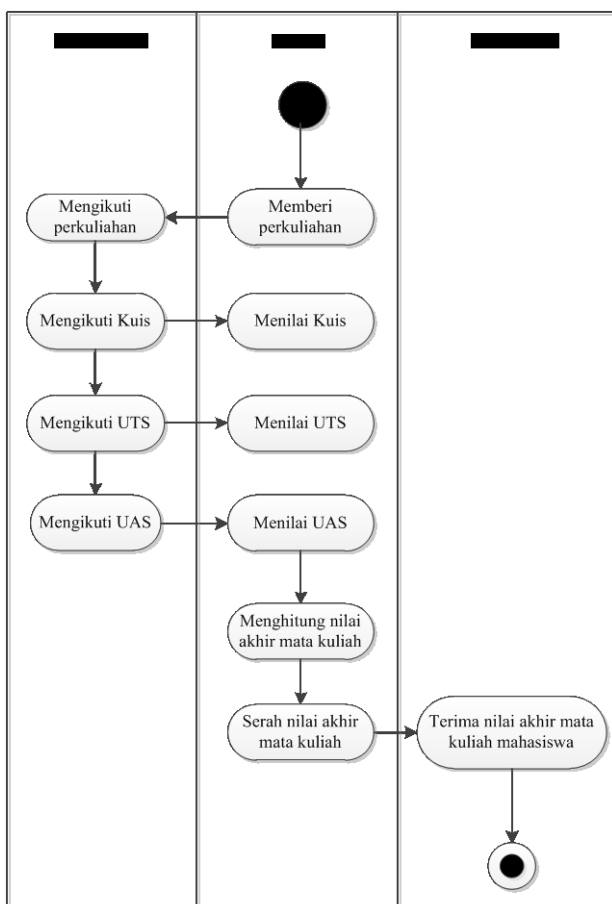 Memberi
perkuliahan
Mengikuti
perkuliahan
Mengikuti Kuis
Menilai Kuis
Mengikuti UTS
Menilai UTS
Mengikuti UAS
Menilai UAS
Menghitung nilai
akhir mata kuliah
Serah nilai akhir
mata kuliah
Terima nilai akhir mata
kuliah mahasiswa